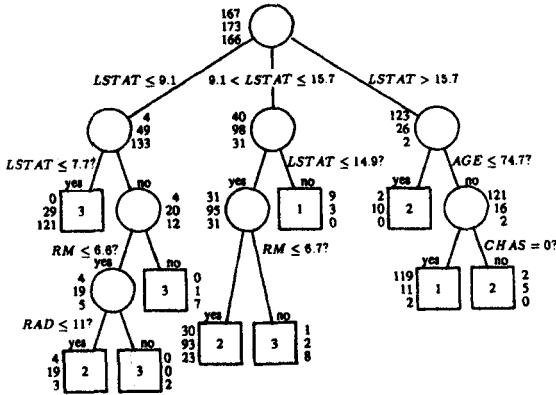 167
173
166
LSTAT ≤ 9.1 9.1 < LSTAT ≤ 15.7 LSTAT > 15.7
4 40 123
49 98 26
133 31 2
LSTAT ≤ 7.7? LSTAT ≤ 14.9? AGE ≤ 74.7?
yes no yes no yes no
0 3 4 31 1 9 2 2 121
29 20 95 3 10 16
121 12 31 0 0 2
RM ≤ 6.6? RM ≤ 6.7? CHAS = 0?
yes no yes no
4 3 0 119 1 2 2
19 1 11 5
5 7 2 0
RAD ≤ 11?
yes no yes no
4 2 3 0 30 2 3 1
19 0 93 2
3 2 23 8